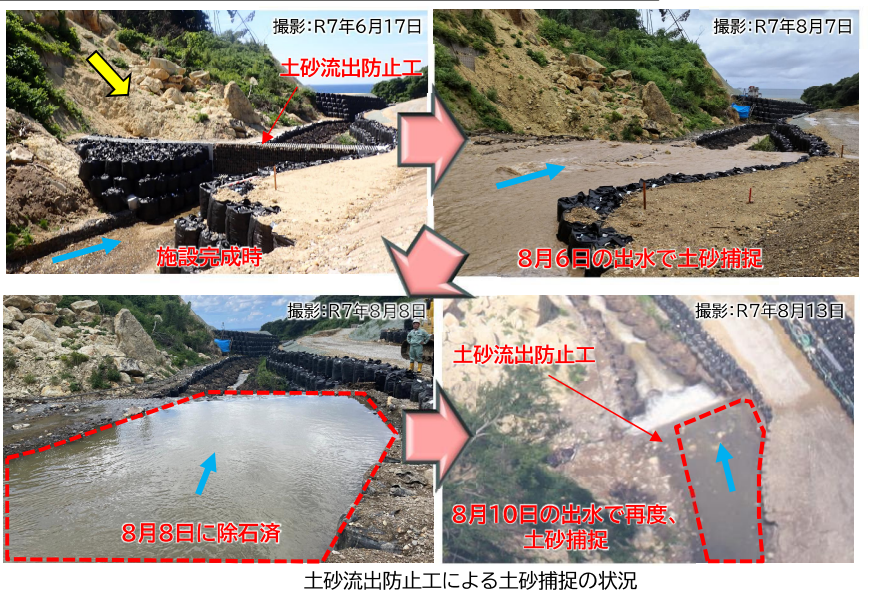 撮影：R7年6月17日
土砂流出防止工
施設完成時
撮影：R7年8月7日
8月6日の出水で土砂捕捉
撮影：R7年8月8日
8月8日に除石済
撮影：R7年8月13日
土砂流出防止工
8月10日の出水で再度、
土砂捕捉
土砂流出防止工による土砂捕捉の状況